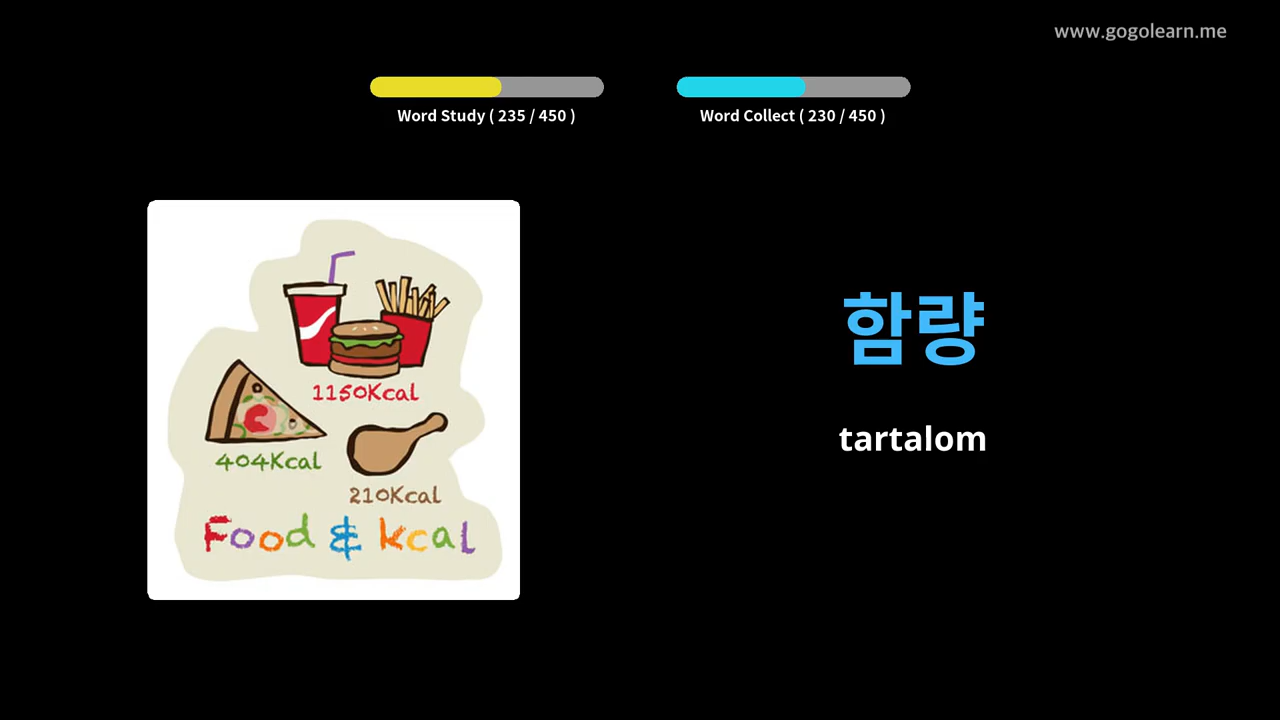 www.gogolearn.me
Word Study ( 235 / 450 )
Word Collect ( 230 / 450 )
1150Kcal
404Kcal
210Kcal
Food & kcal
함량
tartalom